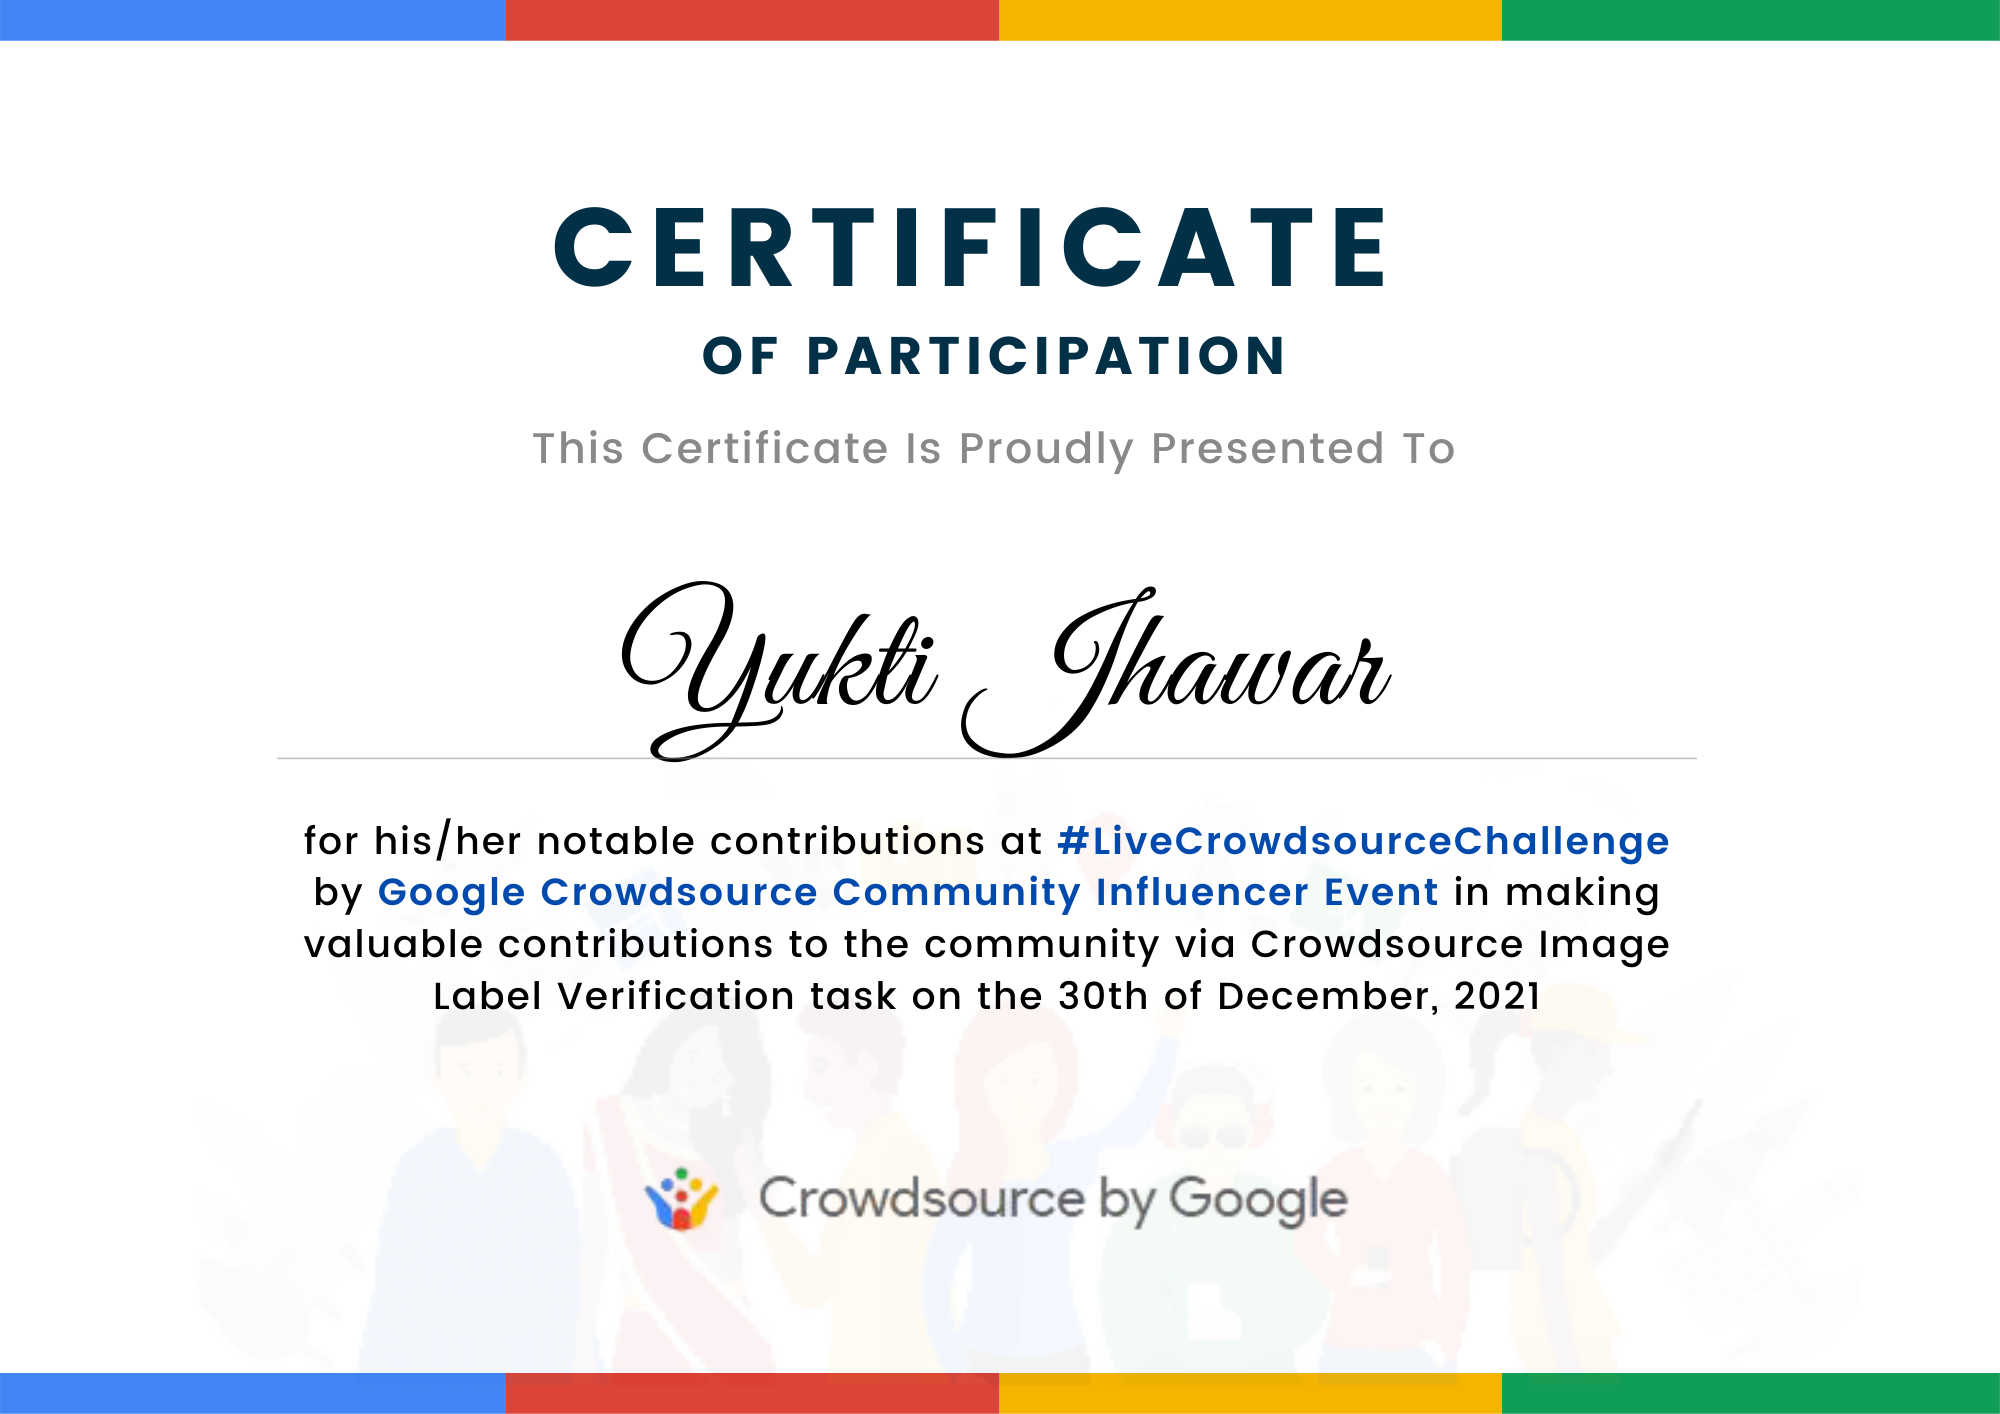 CERTIFICATE
OF PARTICIPATION
This Certificate Is Proudly Presented To
Yukti Jhawar
for his/her notable contributions at #LiveCrowdsourceChallenge
by Google Crowdsource Community Influencer Event in making
valuable contributions to the community via Crowdsource Image
Label Verification task on the 30th of December, 2021
Crowdsource by Google